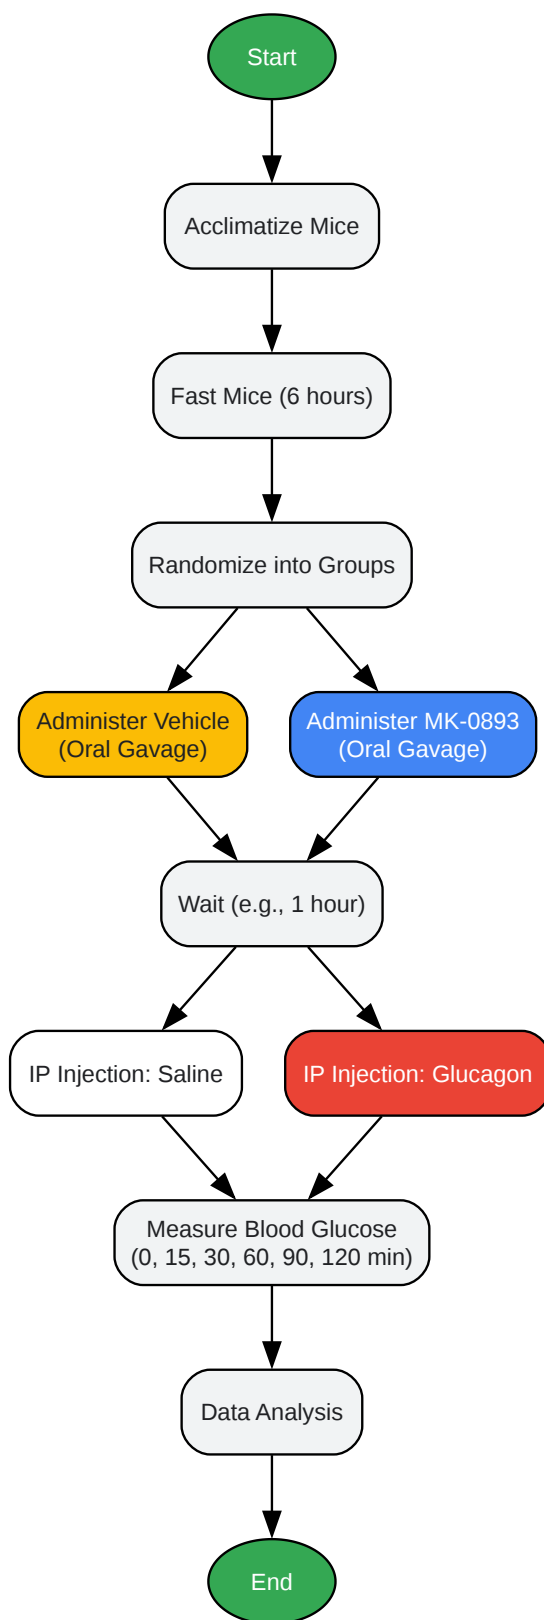 Start
Acclimatize Mice
Fast Mice (6 hours)
Randomize into Groups
Administer Vehicle
(Oral Gavage)
Administer MK-0893
(Oral Gavage)
Wait (e.g., 1 hour)
IP Injection: Saline
IP Injection: Glucagon
Measure Blood Glucose
(0, 15, 30, 60, 90, 120 min)
Data Analysis
End